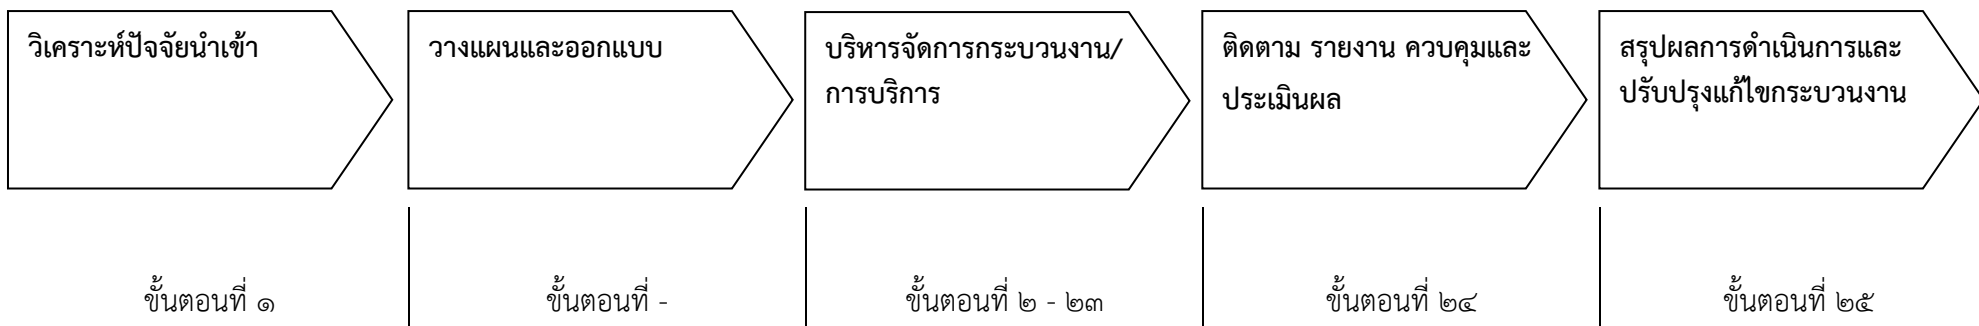 วิเคราะห์ปัจจัยนำเข้า
วางแผนและออกแบบ
บริหารจัดการกระบวนงาน/
การบริการ
ติดตาม รายงาน ควบคุมและ
ประเมินผล
สรุปผลการดำเนินการและ
ปรับปรุงแก้ไขกระบวนงาน
ขั้นตอนที่ ๑
ขั้นตอนที่ -
ขั้นตอนที่ ๒ - ๒๓
ขั้นตอนที่ ๒๔
ขั้นตอนที่ ๒๕